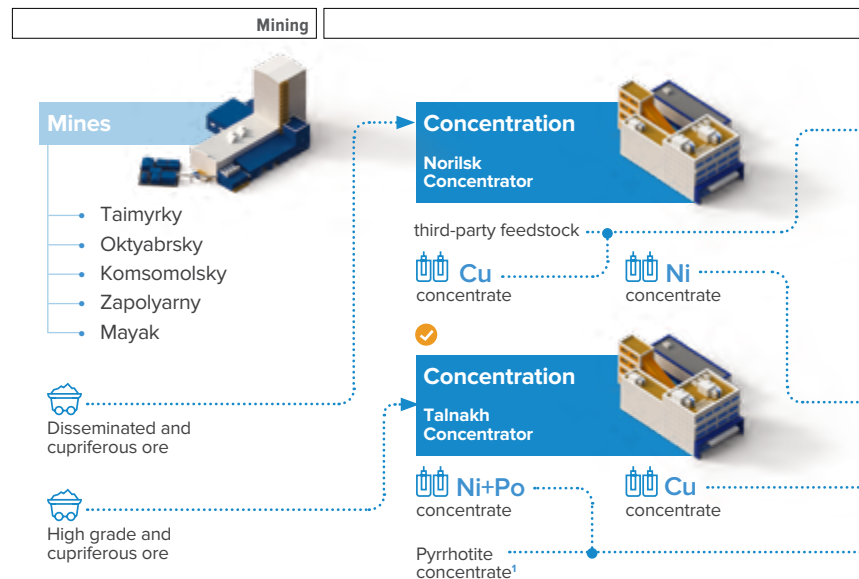 Mining
Mines
Taimyrky
Oktyabrsky
Komsomolsky
Zapolyarny
Mayak
Disseminated and
cupriferous ore
High grade and
cupriferous ore
Concentration
Norilsk
Concentrator
third-party feedstock
Cu
concentrate
Ni
concentrate
Concentration
Talnakh
Concentrator
Ni+Po
concentrate
Cu
concentrate
Pyrrhotite
concentrate¹